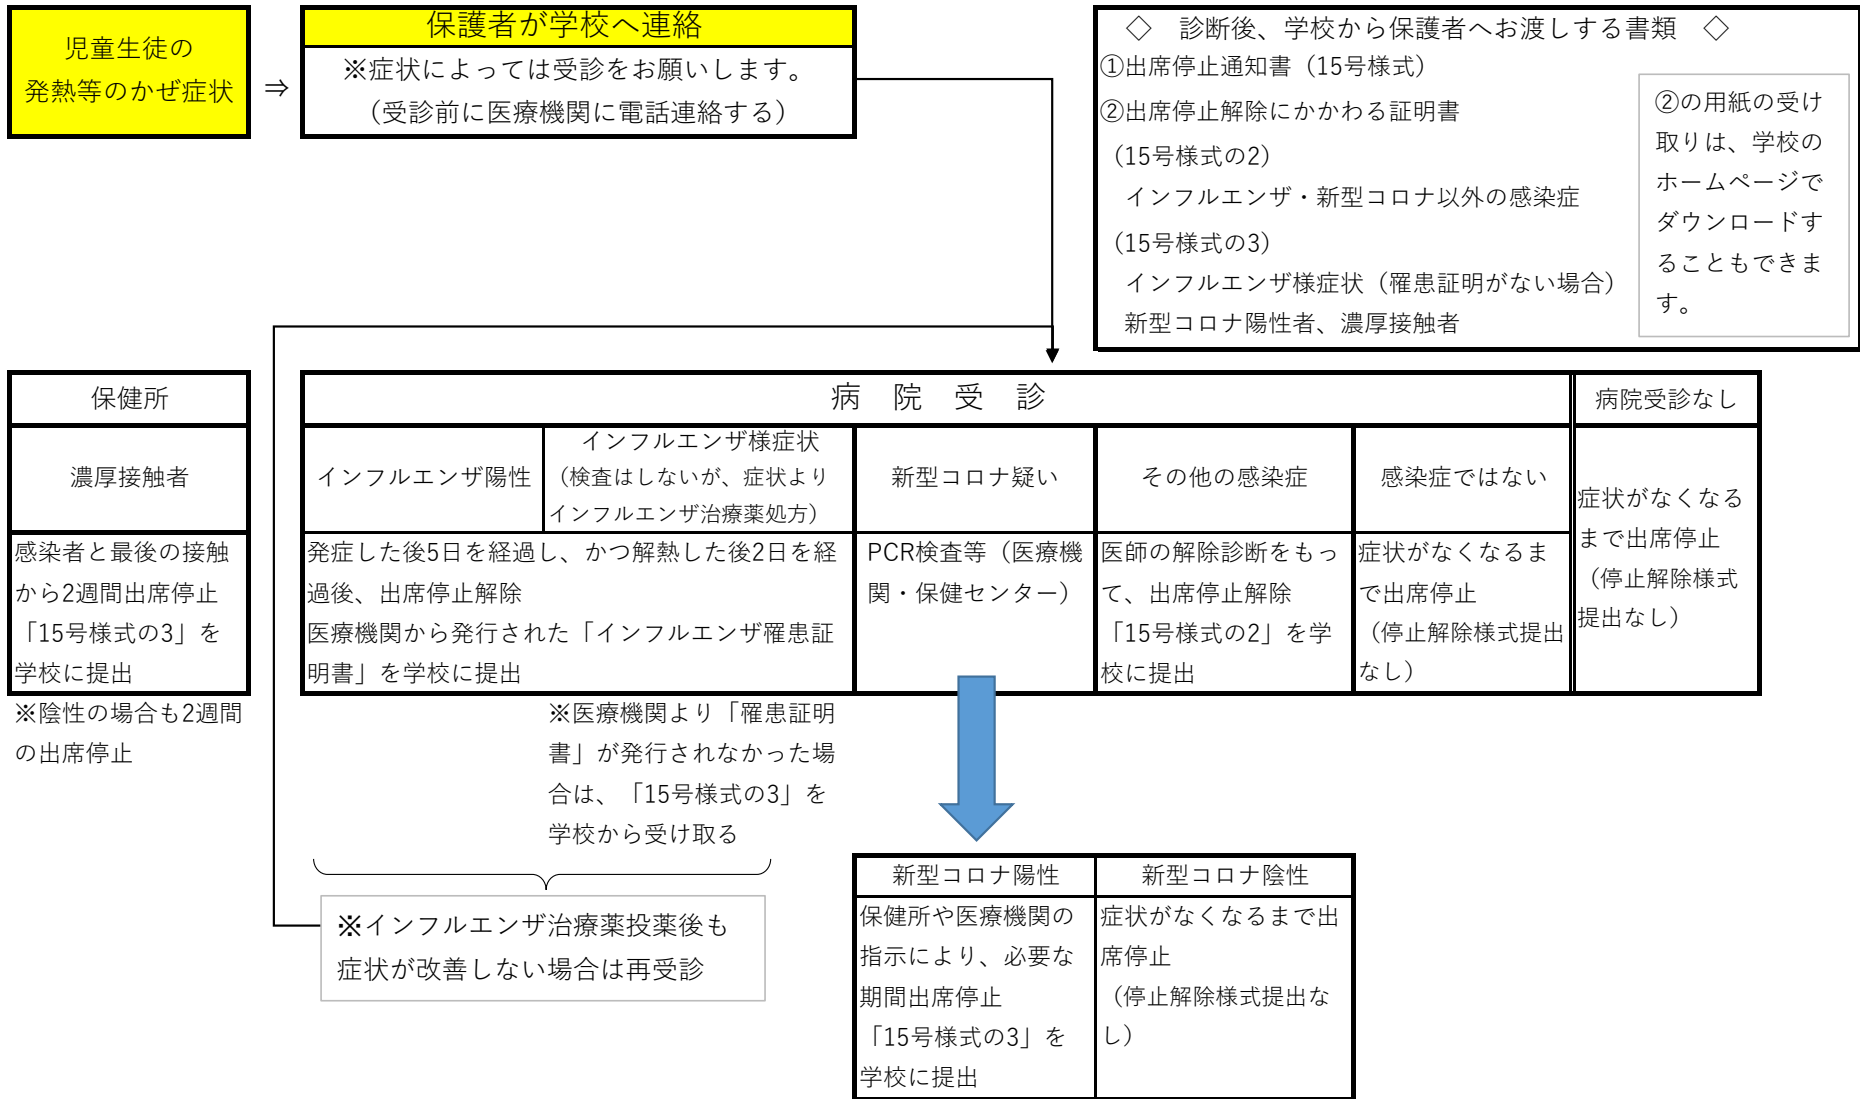 児童生徒の
発熱等のかぜ症状
⇒
保護者が学校へ連絡
※症状によっては受診をお願いします。
（受診前に医療機関に電話連絡する）
◇　診断後、学校から保護者へお渡しする書類　◇
①出席停止通知書（15号様式）
②出席停止解除にかかわる証明書
（15号様式の2）
インフルエンザ・新型コロナ以外の感染症
（15号様式の3）
インフルエンザ様症状（罹患証明がない場合）
新型コロナ陽性者、濃厚接触者
②の用紙の受け
取りは、学校の
ホームページで
ダウンロードす
ることもできま
す。
保健所
濃厚接触者
感染者と最後の接触
から2週間出席停止
「15号様式の3」を
学校に提出
※陰性の場合も2週間
の出席停止
病　院　受　診
インフルエンザ陽性
インフルエンザ様症状
（検査はしないが、症状より
インフルエンザ治療薬処方）
発症した後5日を経過し、かつ解熱した後2日を経
過後、出席停止解除
医療機関から発行された「インフルエンザ罹患証
明書」を学校に提出
※医療機関より「罹患証明
書」が発行されなかった場
合は、「15号様式の3」を
学校から受け取る
※インフルエンザ治療薬投薬後も
症状が改善しない場合は再受診
新型コロナ疑い
PCR検査等（医療機
関・保健センター）
その他の感染症
医師の解除診断をもっ
て、出席停止解除
「15号様式の2」を学
校に提出
感染症ではない
症状がなくなるま
で出席停止
（停止解除様式提出
なし）
病院受診なし
症状がなくなる
まで出席停止
（停止解除様式
提出なし）
新型コロナ陽性
保健所や医療機関の
指示により、必要な
期間出席停止
「15号様式の3」を
学校に提出
新型コロナ陰性
症状がなくなるまで出
席停止
（停止解除様式提出な
し）